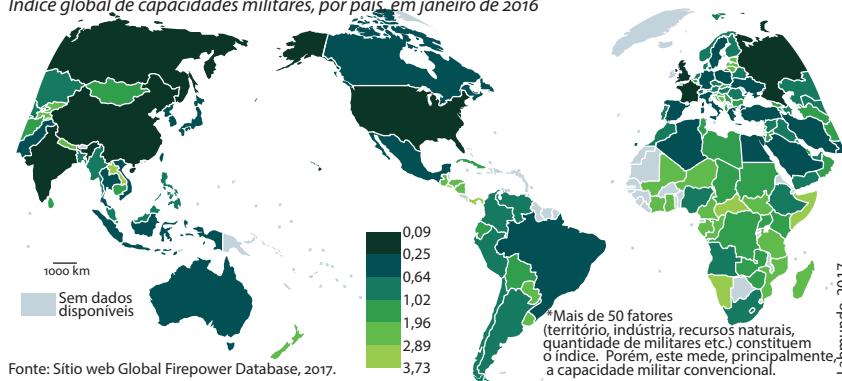 Índice global de capacidades militares, por país, em janeiro de 2016
0,09
0,25
0,64
1,02
1,96
2,89
3,73
1000 km
Sem dados
disponíveis
*Mais de 50 fatores
(território, indústria, recursos naturais,
quantidade de militares etc.) constituem
o índice. Porém, este mede, principalmente,
a capacidade militar convencional.
Fonte: Sítio web Global Firepower Database, 2017.
2017